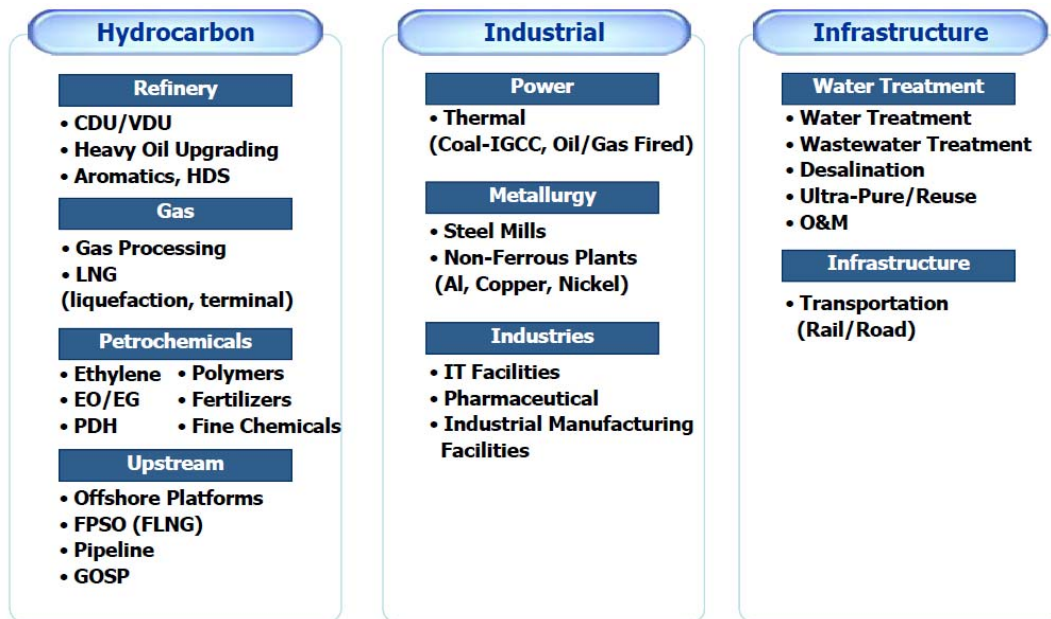 Hydrocarbon
Refinery
• CDU/VDU
• Heavy Oil Upgrading
• Aromatics, HDS
Gas
• Gas Processing
• LNG
(liquefaction, terminal)
Petrochemicals
• Ethylene • Polymers
• EO/EG • Fertilizers
• PDH • Fine Chemicals
Upstream
• Offshore Platforms
• FPSO (FLNG)
• Pipeline
• GOSP
Industrial
Power
• Thermal
(Coal-IGCC, Oil/Gas Fired)
Metallurgy
• Steel Mills
• Non-Ferrous Plants
(Al, Copper, Nickel)
Industries
• IT Facilities
• Pharmaceutical
• Industrial Manufacturing
Facilities
Infrastructure
Water Treatment
• Water Treatment
• Wastewater Treatment
• Desalination
• Ultra-Pure/Reuse
• O&M
Infrastructure
• Transportation
(Rail/Road)